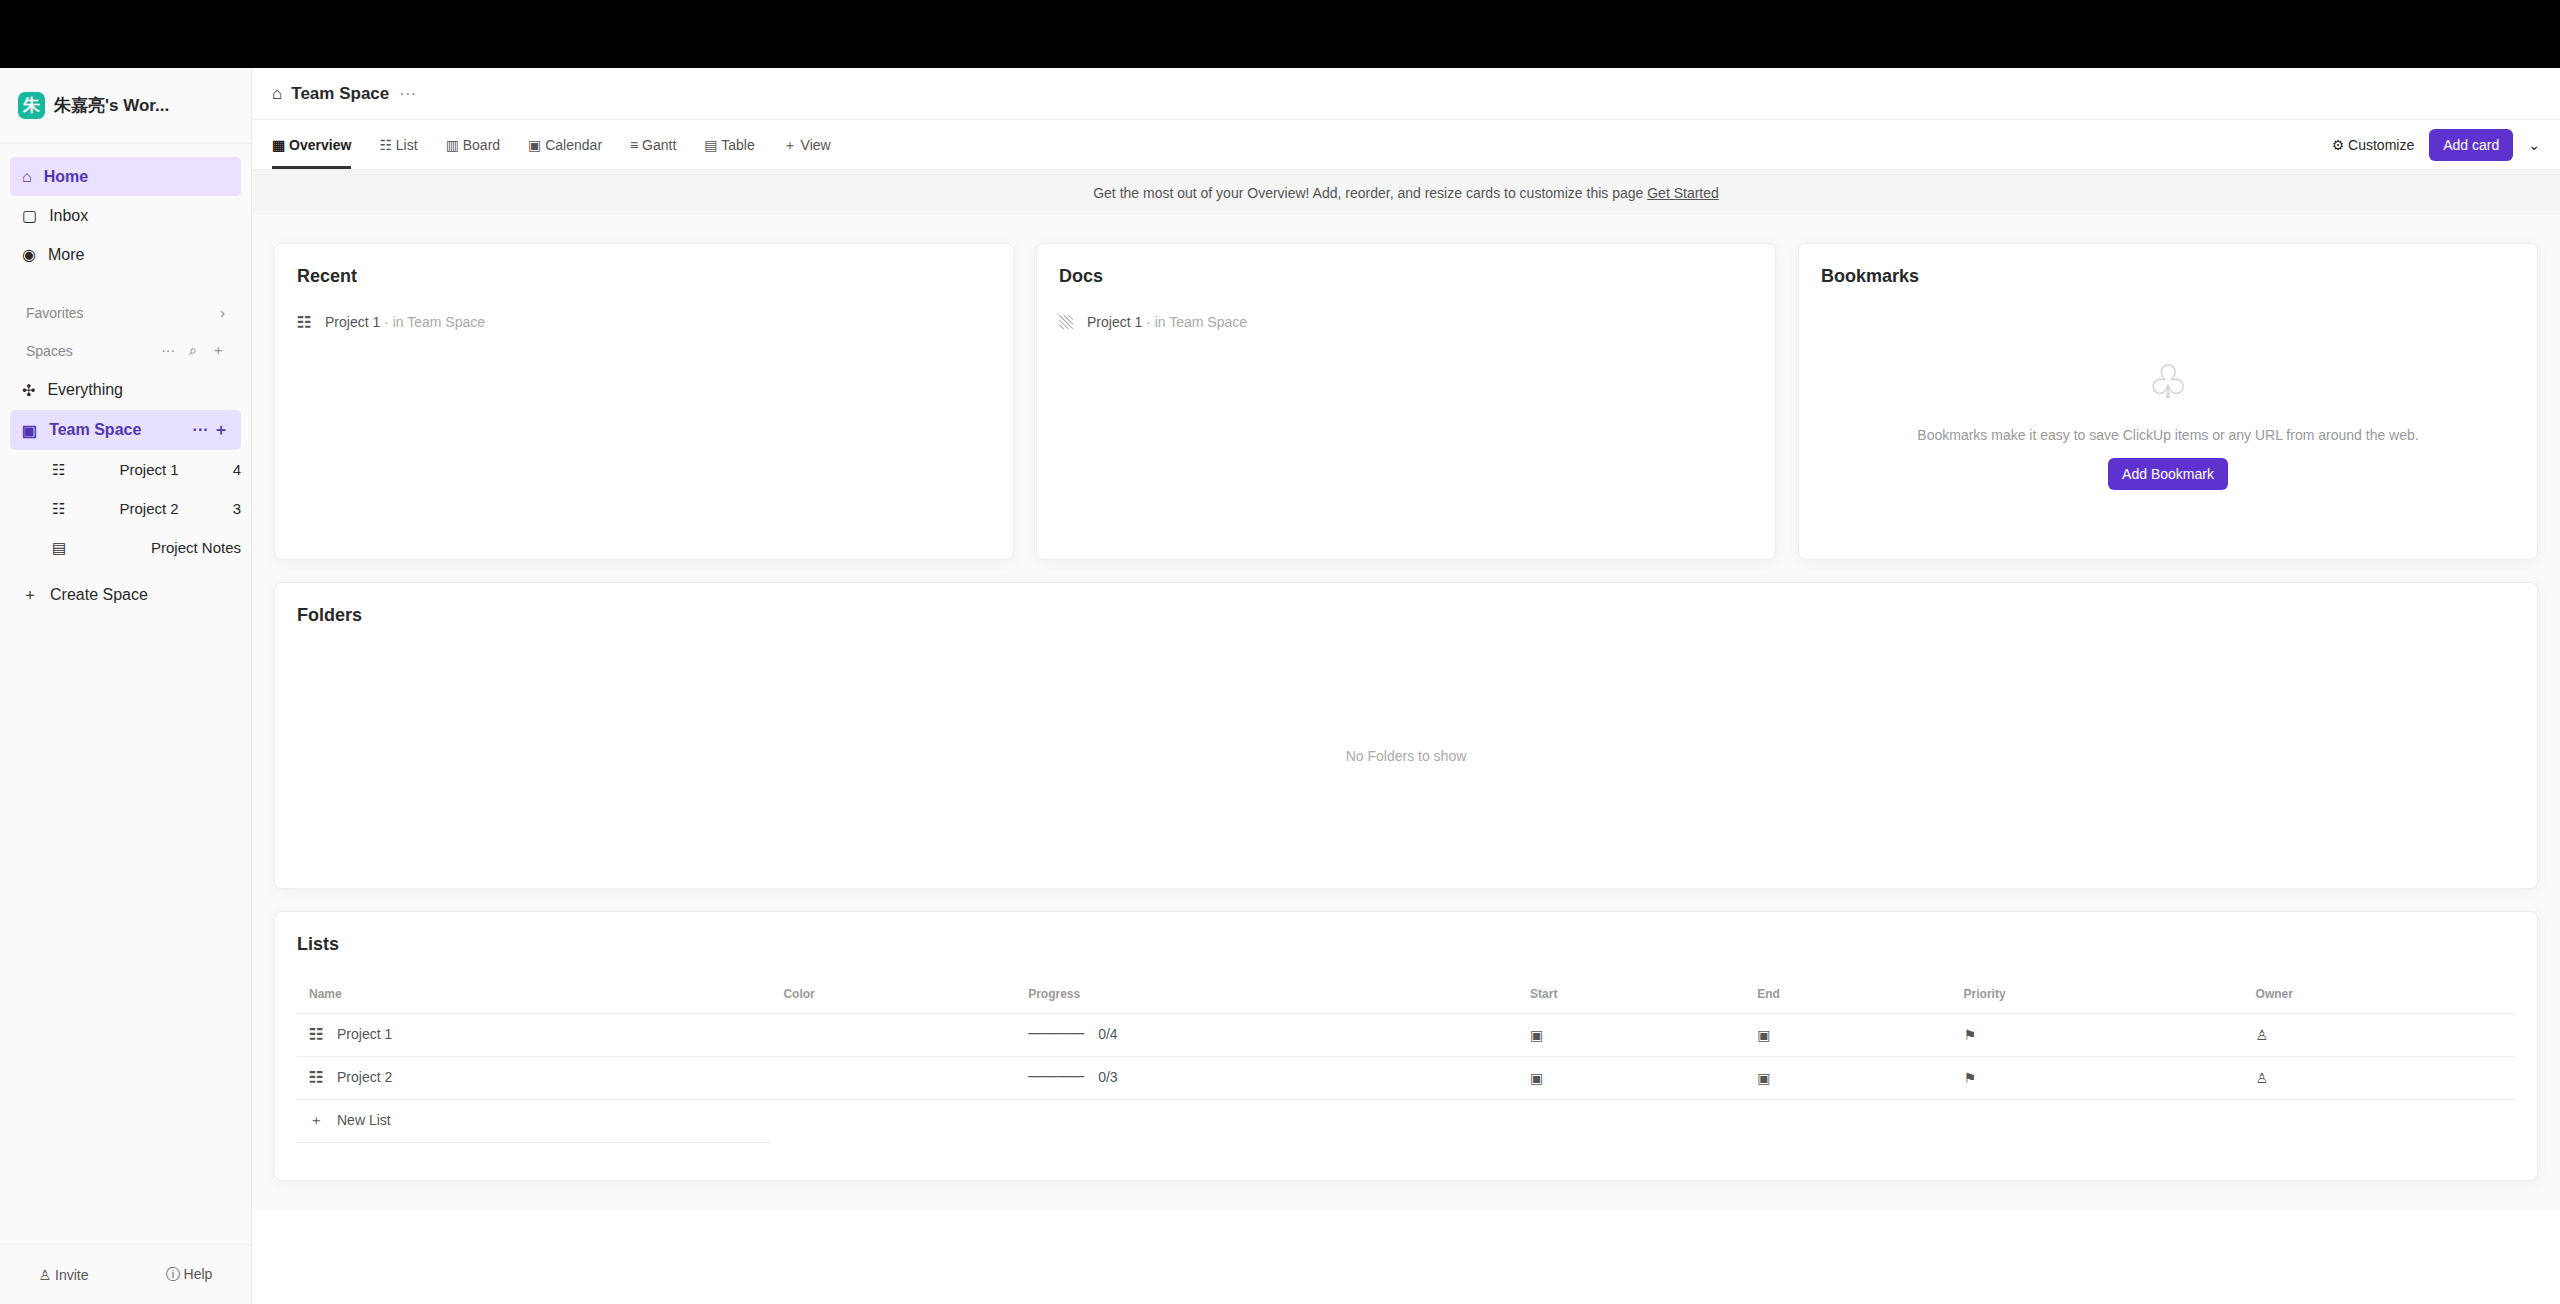 朱 朱嘉亮's Wor...
Home
Inbox
More
Favorites
Spaces
Everything
Team Space
Project 1 4
Project 2 3
Project Notes
Create Space
Invite Help
Team Space
Overview List Board Calendar Gantt Table + View Customize Add card
Get the most out of your Overview! Add, reorder, and resize cards to customize this page Get Started
Recent
Project 1 · in Team Space
Docs
Project 1 · in Team Space
Bookmarks
Bookmarks make it easy to save ClickUp items or any URL from around the web.
Add Bookmark
Folders
No Folders to show
Lists
Name Color Progress Start End Priority Owner
Project 1 0/4
Project 2 0/3
+ New List